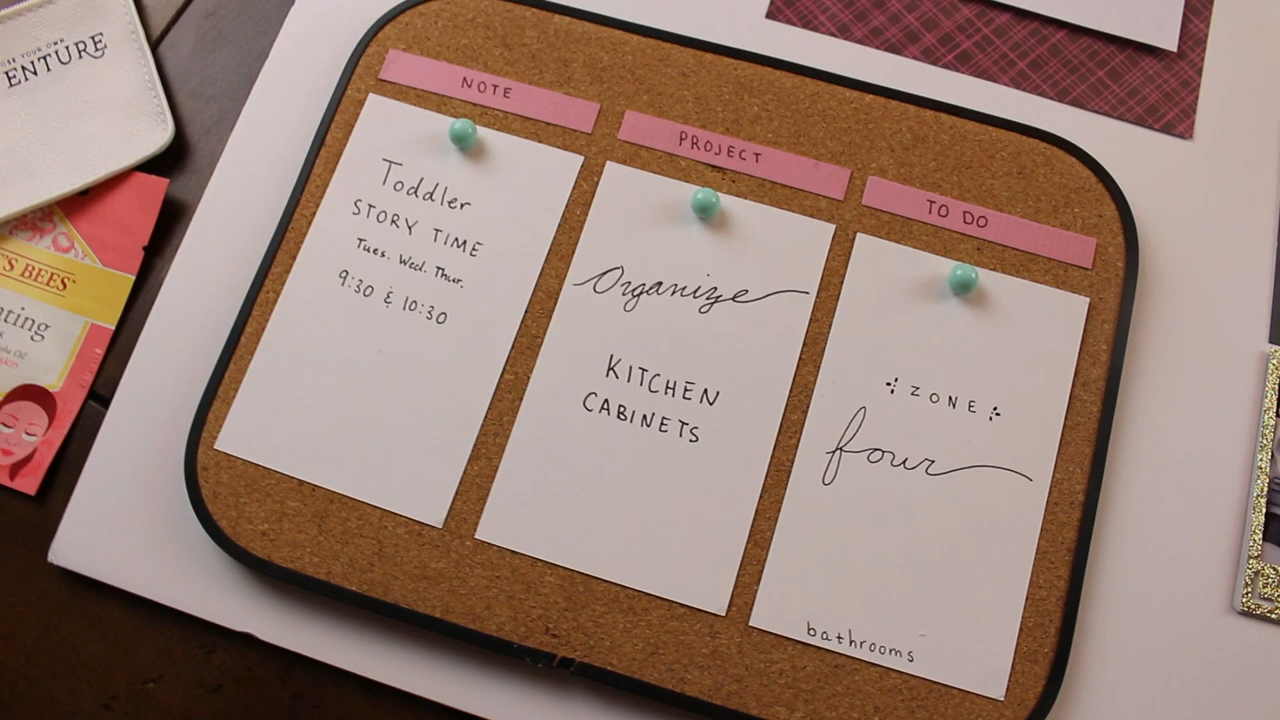 ENTURE
'S BEES
NOTE
Toddler
STORY TIME
Tues. Wed. Thur.
9:30 & 10:30
PROJECT
Organize
KITCHEN
CABINETS
TO DO
ZONE
four
bathrooms